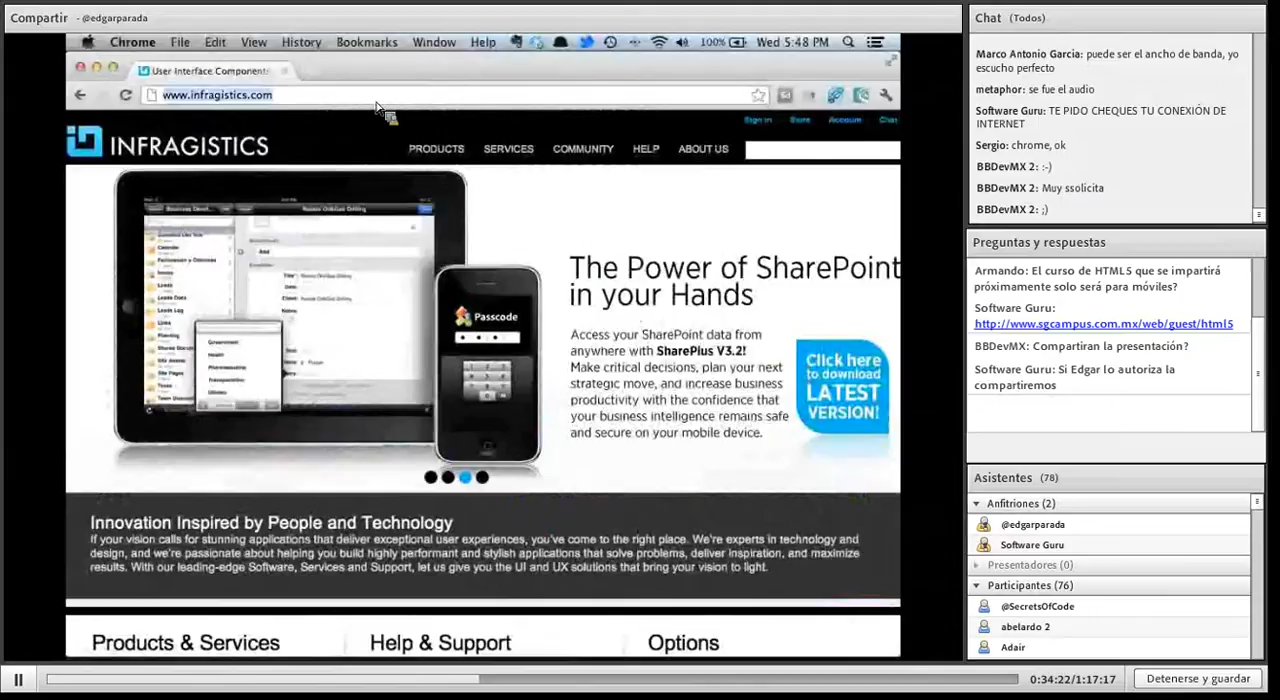 Compartir - @edgarparada
Chrome File Edit View History Bookmarks Window Help 100% Wed 5:48 PM
User Interface Component
www.infragistics.com
Sign in Store Account Chat
INFRAGISTICS
PRODUCTS SERVICES COMMUNITY HELP ABOUT US
Passcode
Government
Health
Pharmaceutical
Transportation
Utilities
The Power of SharePoint
in your Hands
Access your SharePoint data from
anywhere with SharePlus V3.2!
Make critical decisions, plan your next
strategic move, and increase business
productivity with the confidence that
your business intelligence remains safe
and secure on your mobile device.
Click here
to download
LATEST
VERSION!
Innovation Inspired by People and Technology
If your vision calls for stunning applications that deliver exceptional user experiences, you've come to the right place. We're experts in technology and
design, and we're passionate about helping you build highly performant and stylish applications that solve problems, deliver inspiration, and maximize
results. With our leading-edge Software, Services and Support, let us give you the UI and UX solutions that bring your vision to light.
Products & Services
Help & Support
Options
Chat (Todos)
Marco Antonio Garcia: puede ser el ancho de banda, yo
escucho perfecto
metaphor: se fue el audio
Software Guru: TE PIDO CHEQUES TU CONEXIÓN DE
INTERNET
Sergio: chrome, ok
BBDevMX 2: :-)
BBDevMX 2: Muy ssolicita
BBDevMX 2: ;)
Preguntas y respuestas
Armando: El curso de HTML5 que se impartirá
próximamente solo será para móviles?
Software Guru:
http://www.sgcampus.com.mx/web/guest/html5
BBDevMX: Compartiran la presentación?
Software Guru: Si Edgar lo autoriza la
compartiremos
Asistentes (78)
Anfitriones (2)
@edgarparada
Software Guru
Presentadores (0)
Participantes (76)
@SecretsOfCode
abelardo 2
Adair
0:34:22/1:17:17
Detenerse y guardar